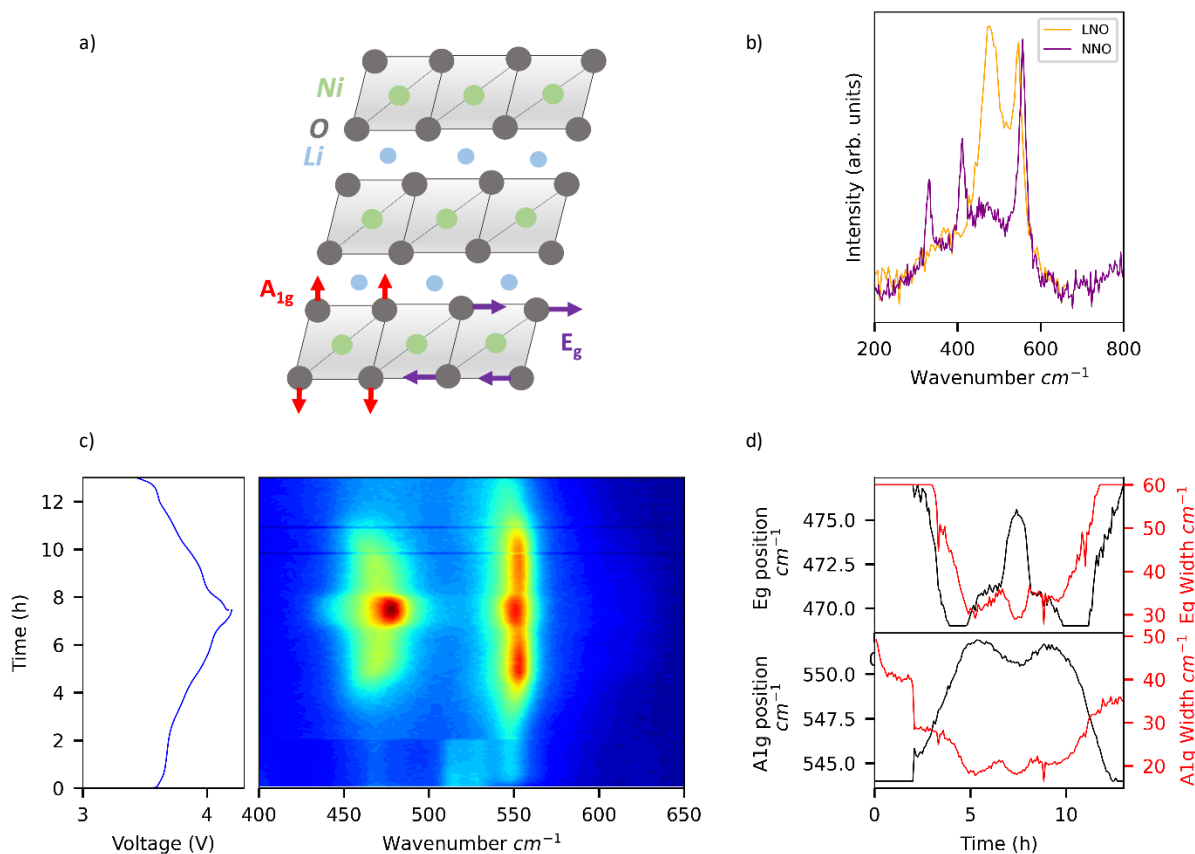 a)
Ni
O
Li
A1g
Eg
b)
LNO
NNO
Intensity (arb. units)
200 400 600 800
Wavenumber cm−1
c)
Time (h)
12
10
8
6
4
2
0
3 4
Voltage (V)
400 450 500 550 600 650
Wavenumber cm−1
d)
Eg position
cm−1
475.0
472.5
470.0
60
50
40
30
Eg Width cm−1
A1g position
cm−1
0
550.0
547.5
545.0
50
40
30
20
A1g Width cm−1
0 5 10
Time (h)